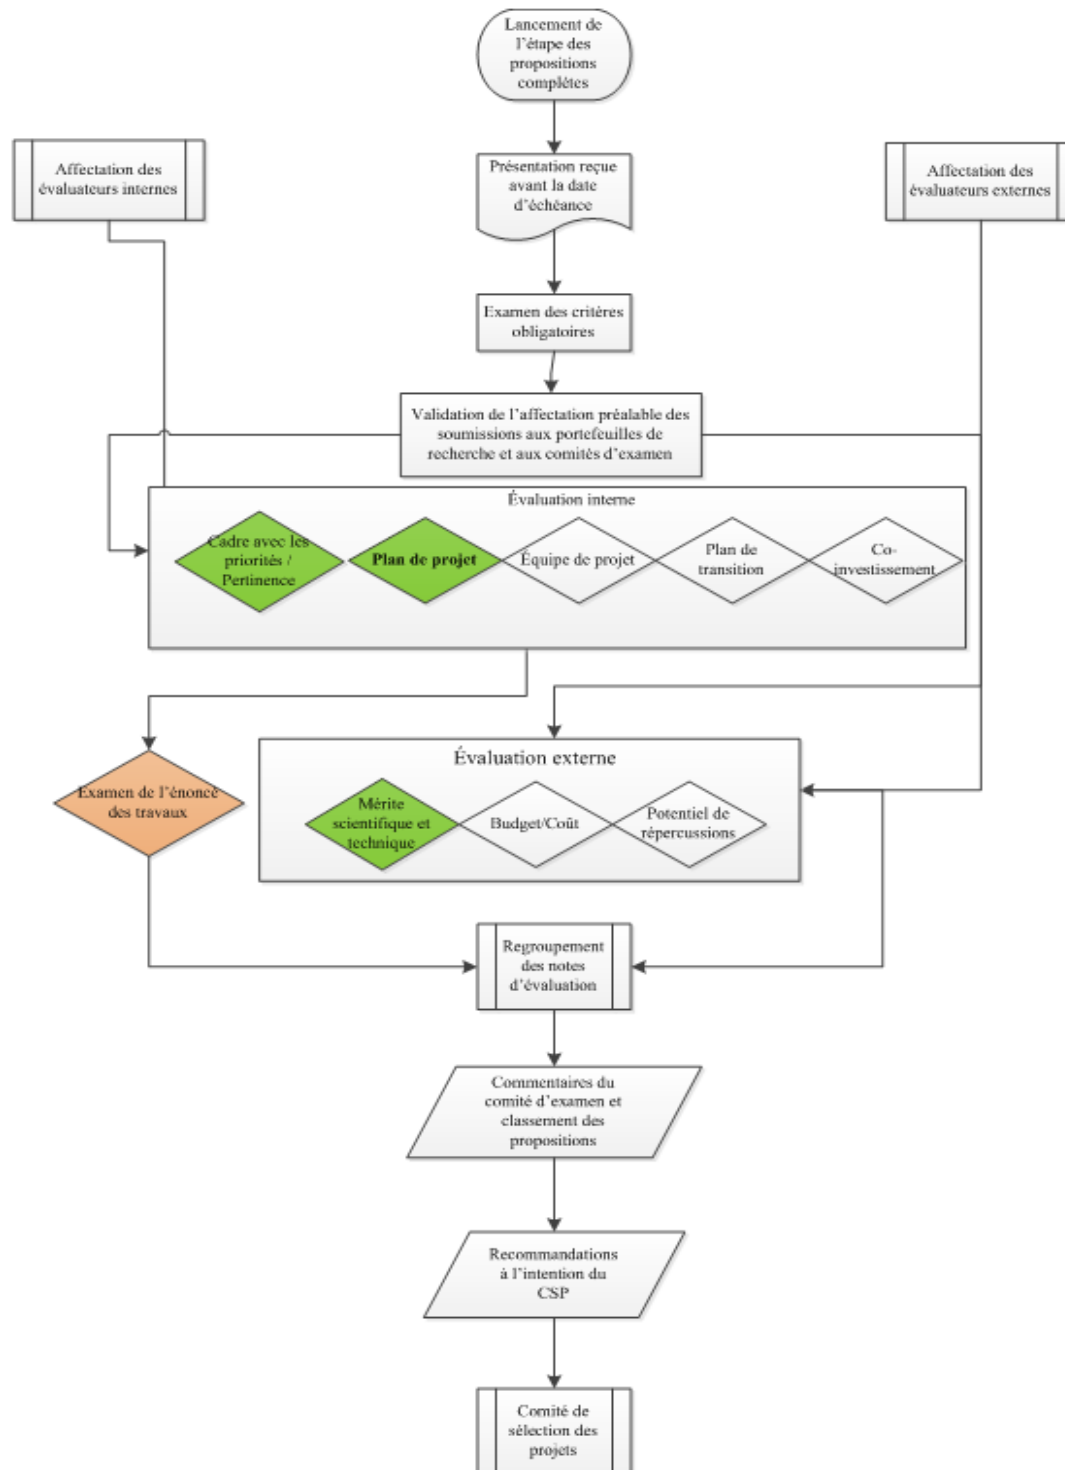 Lancement de
l’étape des
propositions
complètes
Présentation reçue
avant la date
d’échéance
Affectation des
évaluateurs internes
Affectation des
évaluateurs externes
Examen des critères
obligatoires
Validation de l’affectation préalable des
soumissions aux portefeuilles de
recherche et aux comités d’examen
Évaluation interne
Cadre avec les
priorités /
Pertinence
Plan de projet
Équipe de projet
Plan de
transition
Co-
investissement
Examen de l’énoncé
des travaux
Évaluation externe
Mérite
scientifique et
technique
Budget/Coût
Potentiel de
répercussions
Regroupement
des notes
d’évaluation
Commentaires du
comité d’examen et
classement des
propositions
Recommandations
à l’intention du
CSP
Comité de
sélection des
projets